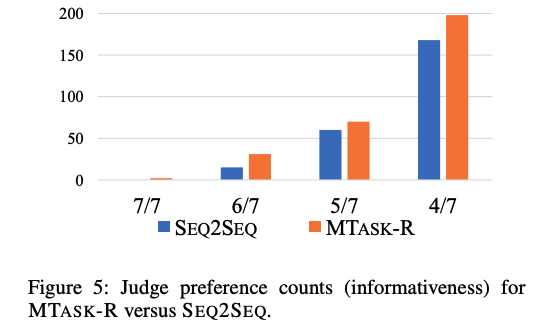 200
150
100
50
0
7/7 6/7 5/7 4/7
SEQ2SEQ MTASK-R
Figure 5: Judge preference counts (informativeness) for
MTASK-R versus SEQ2SEQ.